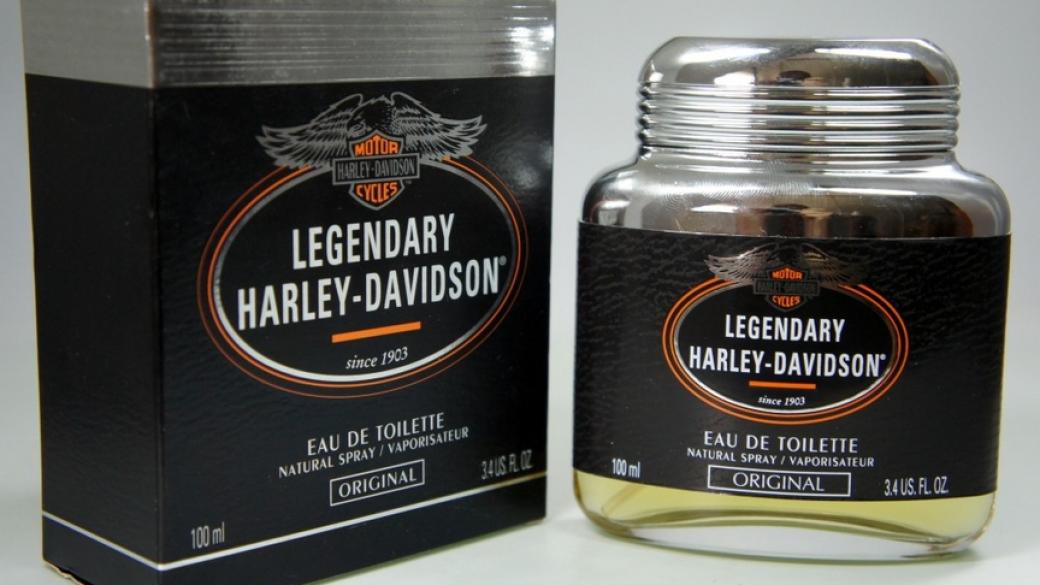 MOTOR
HARLEY-DAVIDSON
CYCLES™
LEGENDARY
HARLEY-DAVIDSON®
since 1903
EAU DE TOILETTE
NATURAL SPRAY / VAPORISATEUR
ORIGINAL
3.4 US. FL. OZ.
100 ml
MOTOR
HARLEY-DAVIDSON
CYCLES
LEGENDARY
HARLEY-DAVIDSON®
since 1903
EAU DE TOILETTE
NATURAL SPRAY / VAPORISATEUR
100 ml
ORIGINAL
3.4 US. FL. OZ.